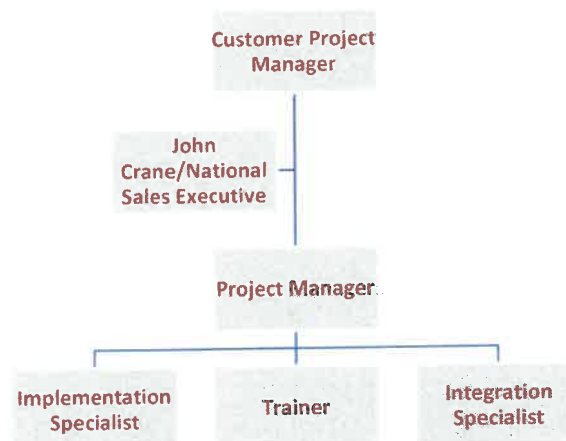 Customer Project
Manager
John
Crane/National
Sales Executive
Project Manager
Implementation
Specialist
Trainer
Integration
Specialist